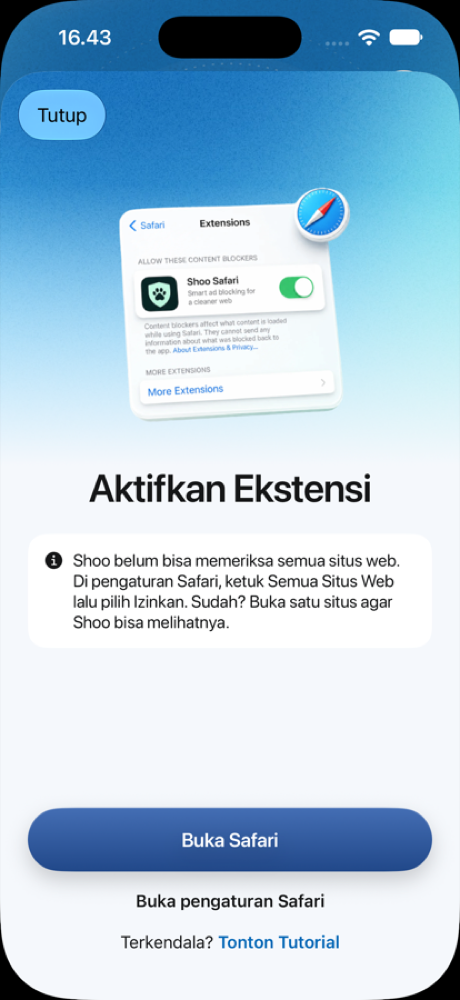 16.43
Tutup
Safari
Extensions
ALLOW THESE CONTENT BLOCKERS
Shoo Safari
Smart ad blocking for
a cleaner web
Content blockers affect what content is loaded
while using Safari. They cannot send any
information about what was blocked back to
the app. About Extensions & Privacy...
MORE EXTENSIONS
More Extensions
Aktifkan Ekstensi
Shoo belum bisa memeriksa semua situs web.
Di pengaturan Safari, ketuk Semua Situs Web
lalu pilih Izinkan. Sudah? Buka satu situs agar
Shoo bisa melihatnya.
Buka Safari
Buka pengaturan Safari
Terkendala? Tonton Tutorial